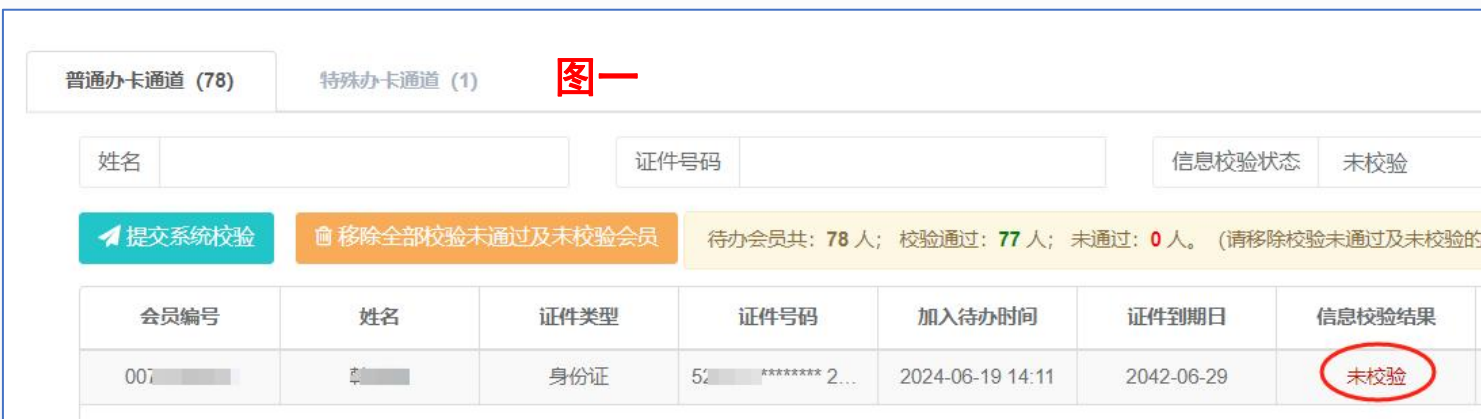 普通办卡通道 (78) 特殊办卡通道 (1) 图一
姓名 证件号码 信息校验状态 未校验
提交系统校验 移除全部校验未通过及未校验会员 待办会员共：78 人； 校验通过：77 人； 未通过：0 人。 (请移除校验未通过及未校验的
会员编号 姓名 证件类型 证件号码 加入待办时间 证件到期日 信息校验结果
007 身份证 52 ******** 2... 2024-06-19 14:11 2042-06-29 未校验